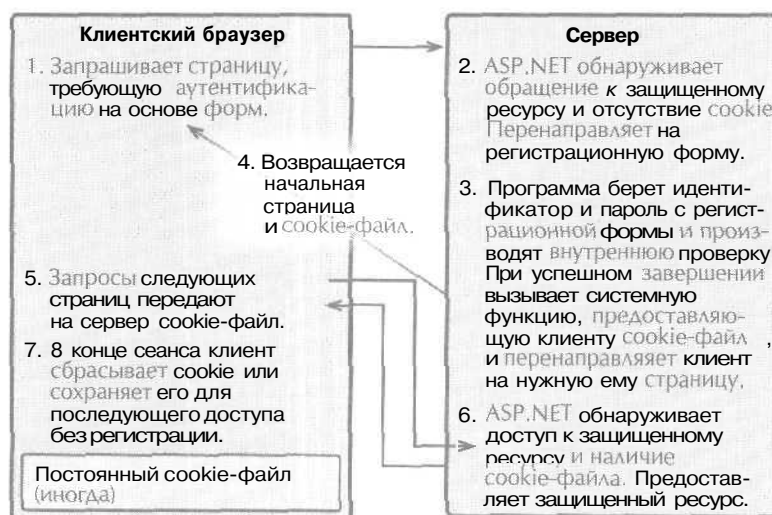 Клиентский браузер
1. Запрашивает страницу,
требующую аутентифика-
цию на основе форм.
4. Возвращается
начальная
страница
и cookie-файл.
5. Запросы следующих
страниц передают
на сервер cookie-файл.
7. 8 конце сеанса клиент
сбрасывает cookie или
сохраняет его для
последующего доступа
без регистрации.
Постоянный cookie-файл
(иногда)
Сервер
2. ASP.NET обнаруживает
обращение к защищенному
ресурсу и отсутствие cookie
Перенаправляет на
регистрационную форму.
3. Программа берет иденти-
фикатор и пароль с регист-
рационной формы и произ-
водят внутреннюю проверку
При успешном завершении
вызывает системную
функцию, предоставляю-
щую клиенту cookie-файл ,
и перенаправляяет клиент
на нужную ему страницу.
6. ASP.NET обнаруживает
доступ к защищенному
ресурсу и наличие
cookie-файла. Предостав-
ляет защищенный ресурс.